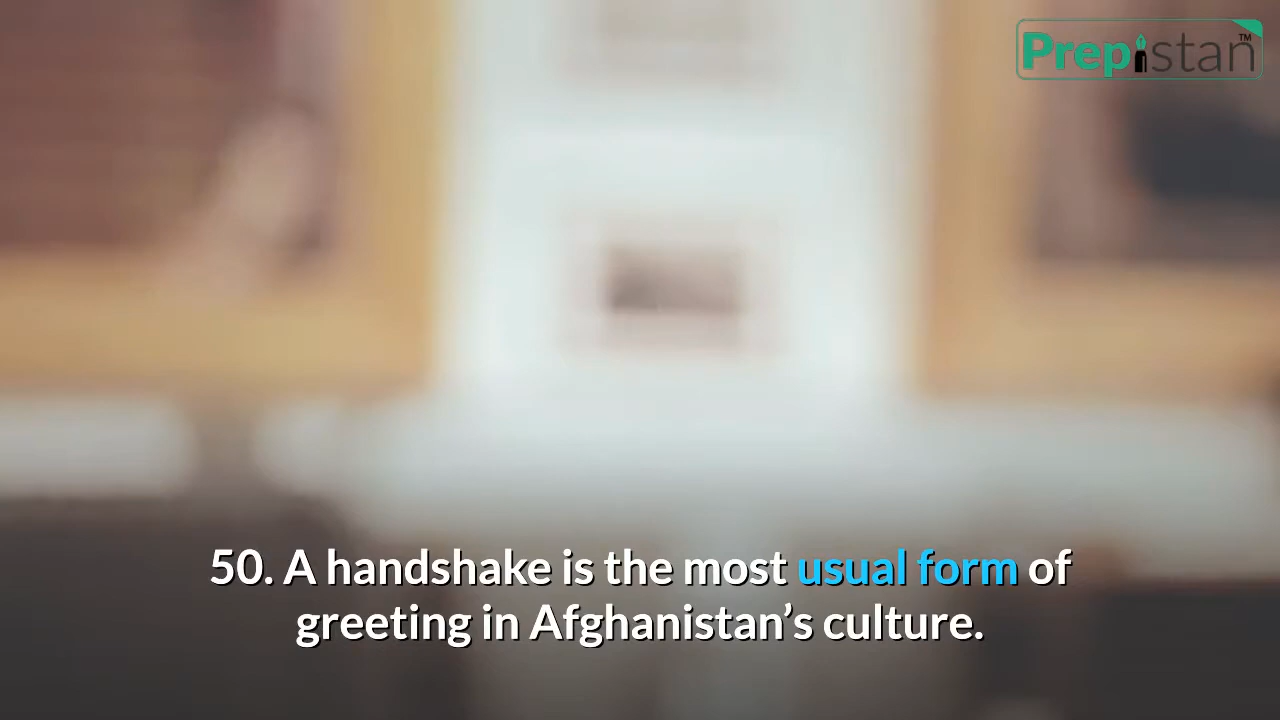 Prepistan™
50. A handshake is the most usual form of
greeting in Afghanistan’s culture.